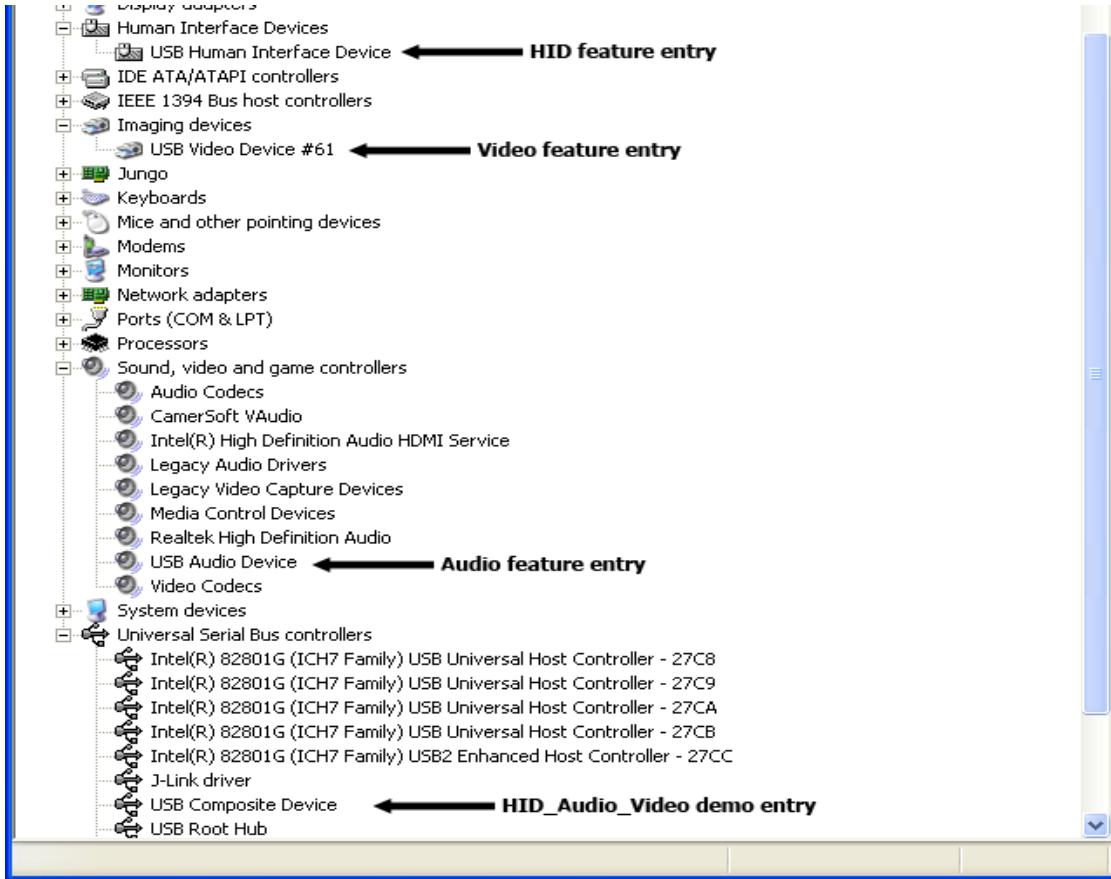 Display adapters
Human Interface Devices
USB Human Interface Device HID feature entry
IDE ATA/ATAPI controllers
IEEE 1394 Bus host controllers
Imaging devices
USB Video Device #61 Video feature entry
Jungo
Keyboards
Mice and other pointing devices
Modems
Monitors
Network adapters
Ports (COM & LPT)
Processors
Sound, video and game controllers
Audio Codecs
CamerSoft VAudio
Intel(R) High Definition Audio HDMI Service
Legacy Audio Drivers
Legacy Video Capture Devices
Media Control Devices
Realtek High Definition Audio
USB Audio Device Audio feature entry
Video Codecs
System devices
Universal Serial Bus controllers
Intel(R) 82801G (ICH7 Family) USB Universal Host Controller - 27C8
Intel(R) 82801G (ICH7 Family) USB Universal Host Controller - 27C9
Intel(R) 82801G (ICH7 Family) USB Universal Host Controller - 27CA
Intel(R) 82801G (ICH7 Family) USB Universal Host Controller - 27CB
Intel(R) 82801G (ICH7 Family) USB2 Enhanced Host Controller - 27CC
J-Link driver
USB Composite Device HID_Audio_Video demo entry
USB Root Hub